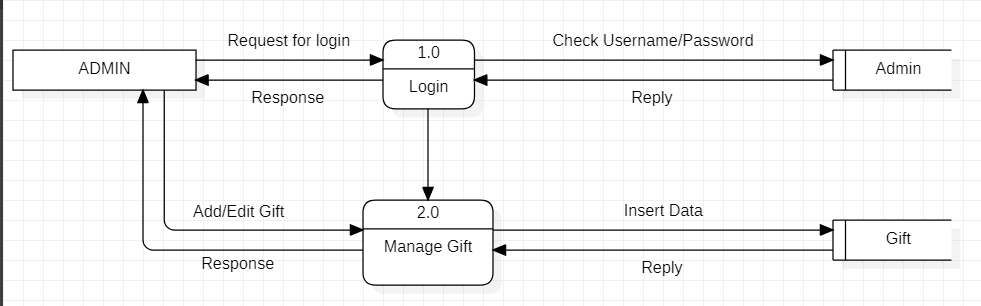 Request for login
1.0
Check Username/Password
ADMIN
Login
Admin
Response
Reply
Add/Edit Gift
2.0
Insert Data
Manage Gift
Gift
Response
Reply